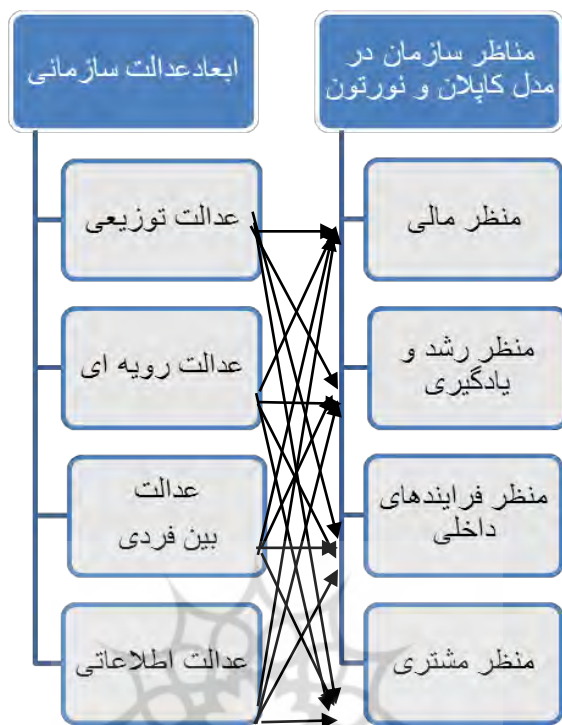 مناظر سازمان در
مدل کاپلان و نورتون
منظر مالی
منظر رشد و
یادگیری
منظر فرایندهای
داخلی
منظر مشتری
ابعادعدالت سازمانی
عدالت توزیعی
عدالت رویه ای
عدالت
بین فردی
عدالت اطلاعاتی